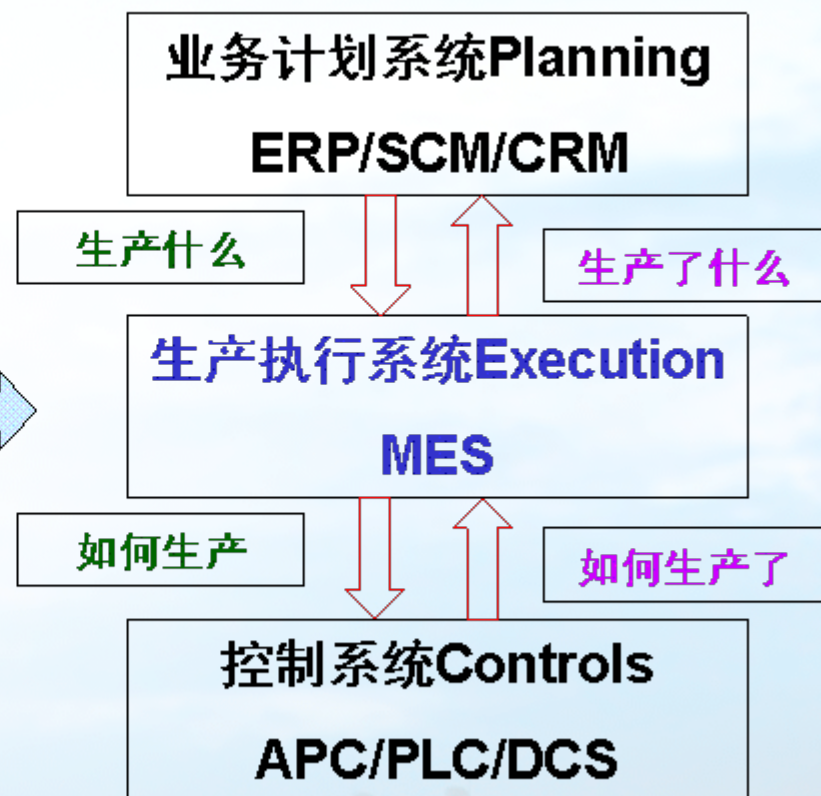 业务计划系统Planning
ERP/SCM/CRM
生产什么
生产了什么
生产执行系统Execution
MES
如何生产
如何生产了
控制系统Controls
APC/PLC/DCS